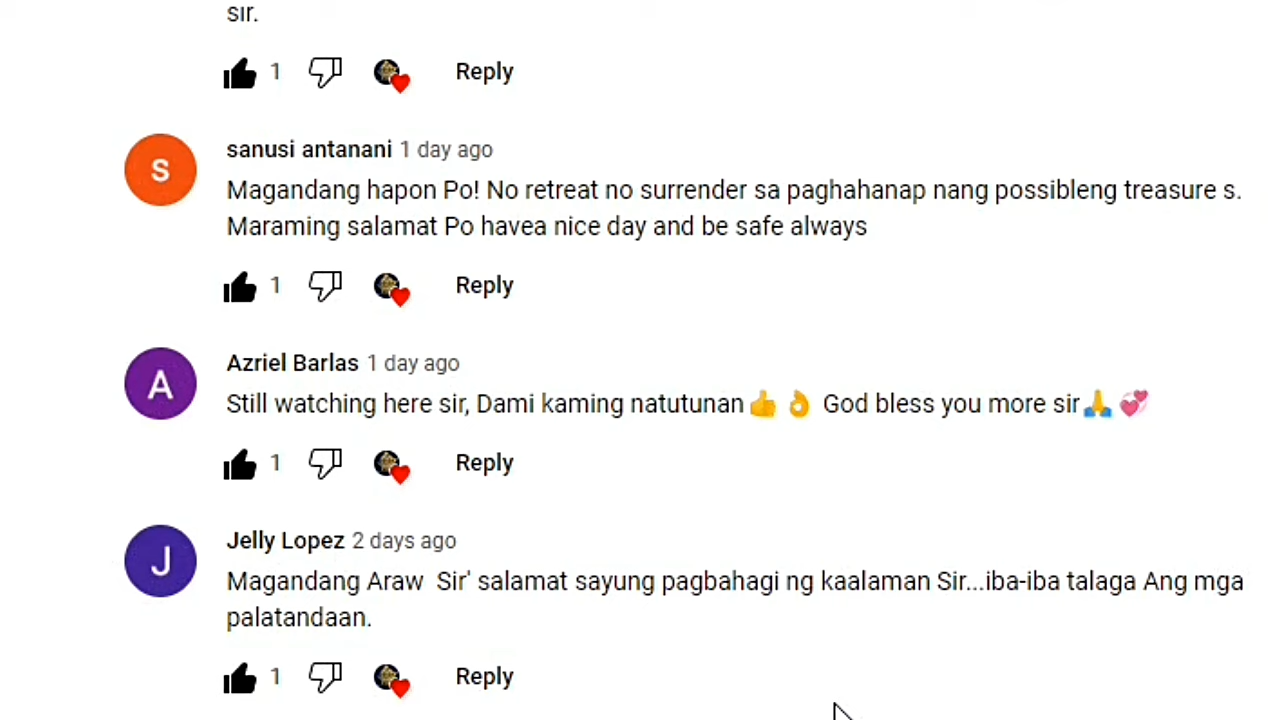 sir.
1 Reply
S
sanusi antanani 1 day ago
Magandang hapon Po! No retreat no surrender sa paghahanap nang possibleng treasure s.
Maraming salamat Po havea nice day and be safe always
1 Reply
A
Azriel Barlas 1 day ago
Still watching here sir, Dami kaming natutunan👍👌 God bless you more sir🙏💞
1 Reply
J
Jelly Lopez 2 days ago
Magandang Araw  Sir' salamat sayung pagbahagi ng kaalaman Sir...iba-iba talaga Ang mga
palatandaan.
1 Reply